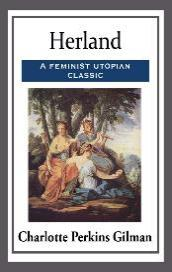 Herland
A FEMINIST UTOPIAN
CLASSIC
Charlotte Perkins Gilman